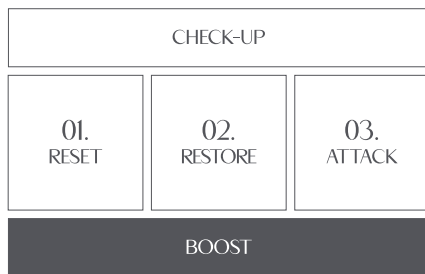 CHECK-UP
01.
RESET
02.
RESTORE
03.
ATTACK
BOOST